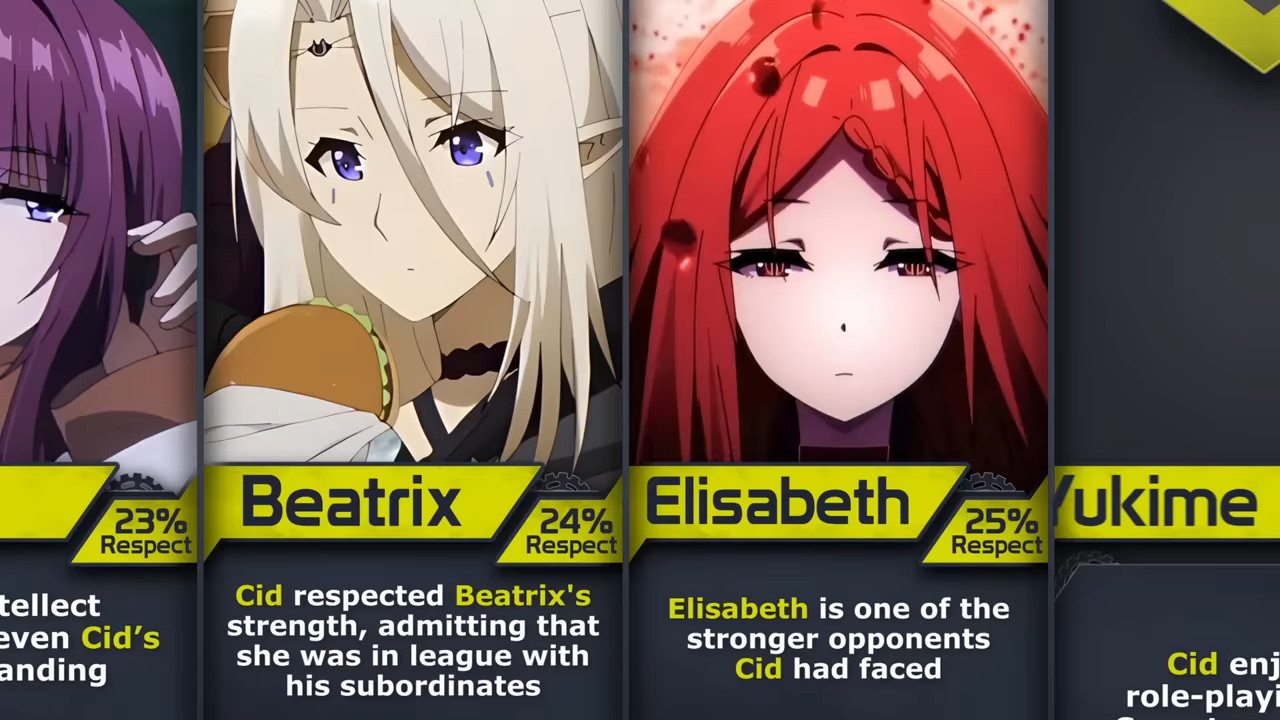 23%
Respect
tellect
even Cid’s
anding
Beatrix
24%
Respect
Cid respected Beatrix's
strength, admitting that
she was in league with
his subordinates
Elisabeth
25%
Respect
Elisabeth is one of the
stronger opponents
Cid had faced
Yukime
Cid enj
role-playi